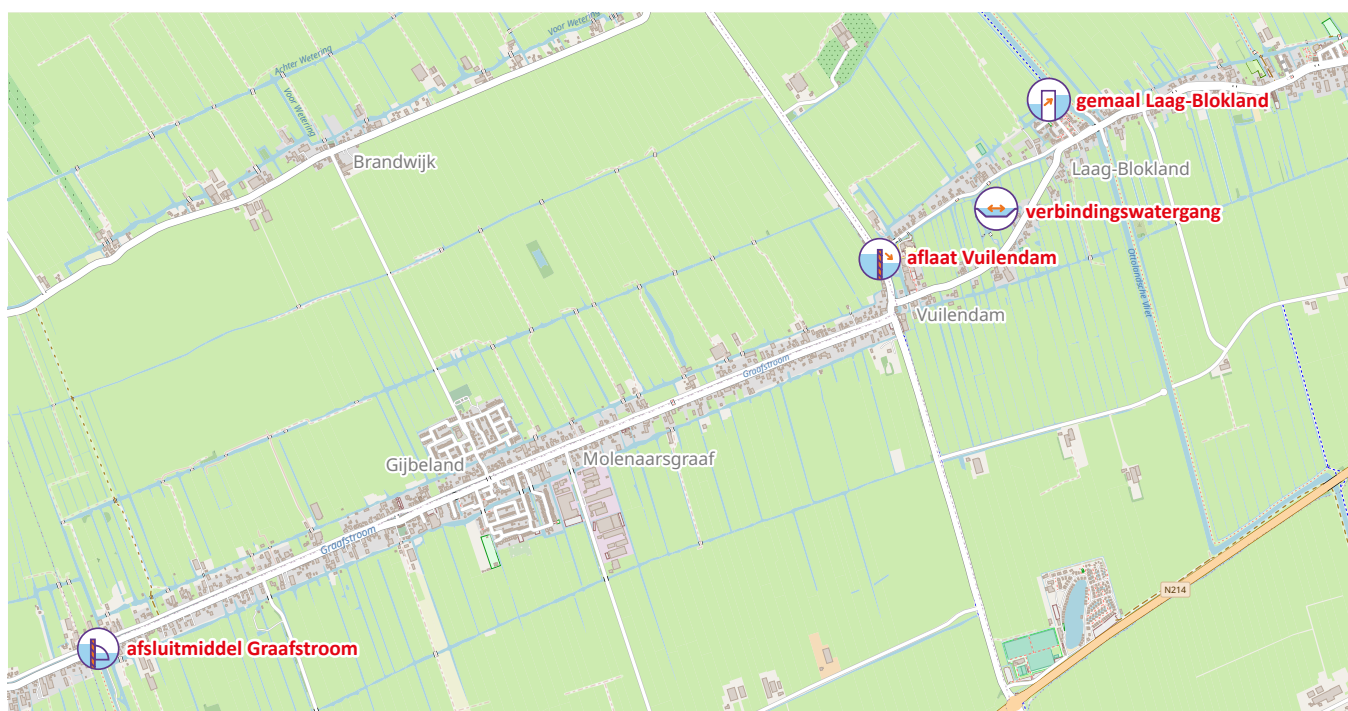 Voor Wetering
Achter Wetering
Voor Wetering
gemaal Laag-Blokland
Brandwijk
Laag-Blokland
verbindingswatergang
aflaat Vuilendam
Ottolandsche Vliet
Vuilendam
Graafstroom
Gijbeland
Molenaarsgraaf
Graafstroom
N214
afsluitmiddel Graafstroom